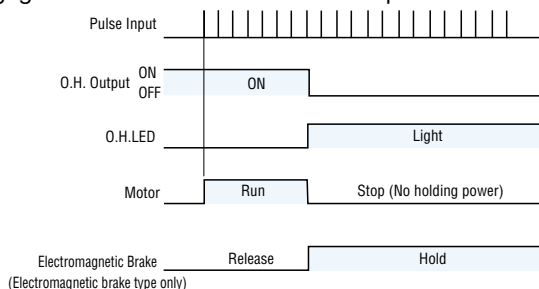 Pulse Input
O.H. Output ON
OFF
ON
O.H.LED
Light
Motor
Run
Stop (No holding power)
Electromagnetic Brake
(Electromagnetic brake type only)
Release
Hold